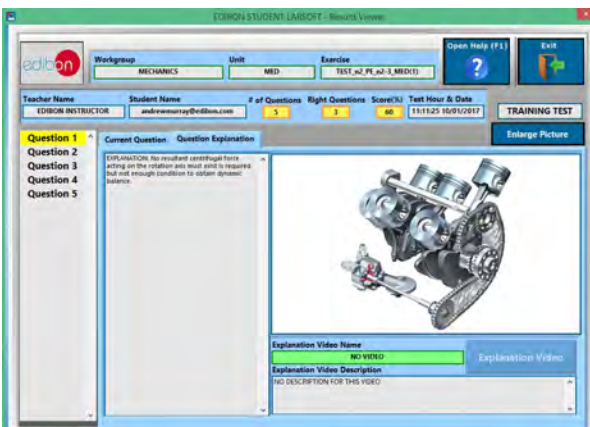 EDIBON STUDENT LABSOFT - Results Viewer
edibon
Workgroup
MECHANICS
Unit
MED
Exercise
TEST_n2_PE_n2-3_MED(1)
Open Help (F1)
?
Exit
Teacher Name
EDIBON INSTRUCTOR
Student Name
andrewmurray@edibon.com
# of Questions
5
Right Questions
3
Score(%)
60
Test Hour & Date
11:11:25 10/01/2017
TRAINING TEST
Enlarge Picture
Question 1
Question 2
Question 3
Question 4
Question 5
Current Question
Question Explanation
EXPLANATION: No resultant centrifugal force
acting on the rotation axis must exist is required
but not enough condition to obtain dynamic
balance.
Explanation Video Name
NO VIDEO
Explanation Video
Explanation Video Description
NO DESCRIPTION FOR THIS VIDEO